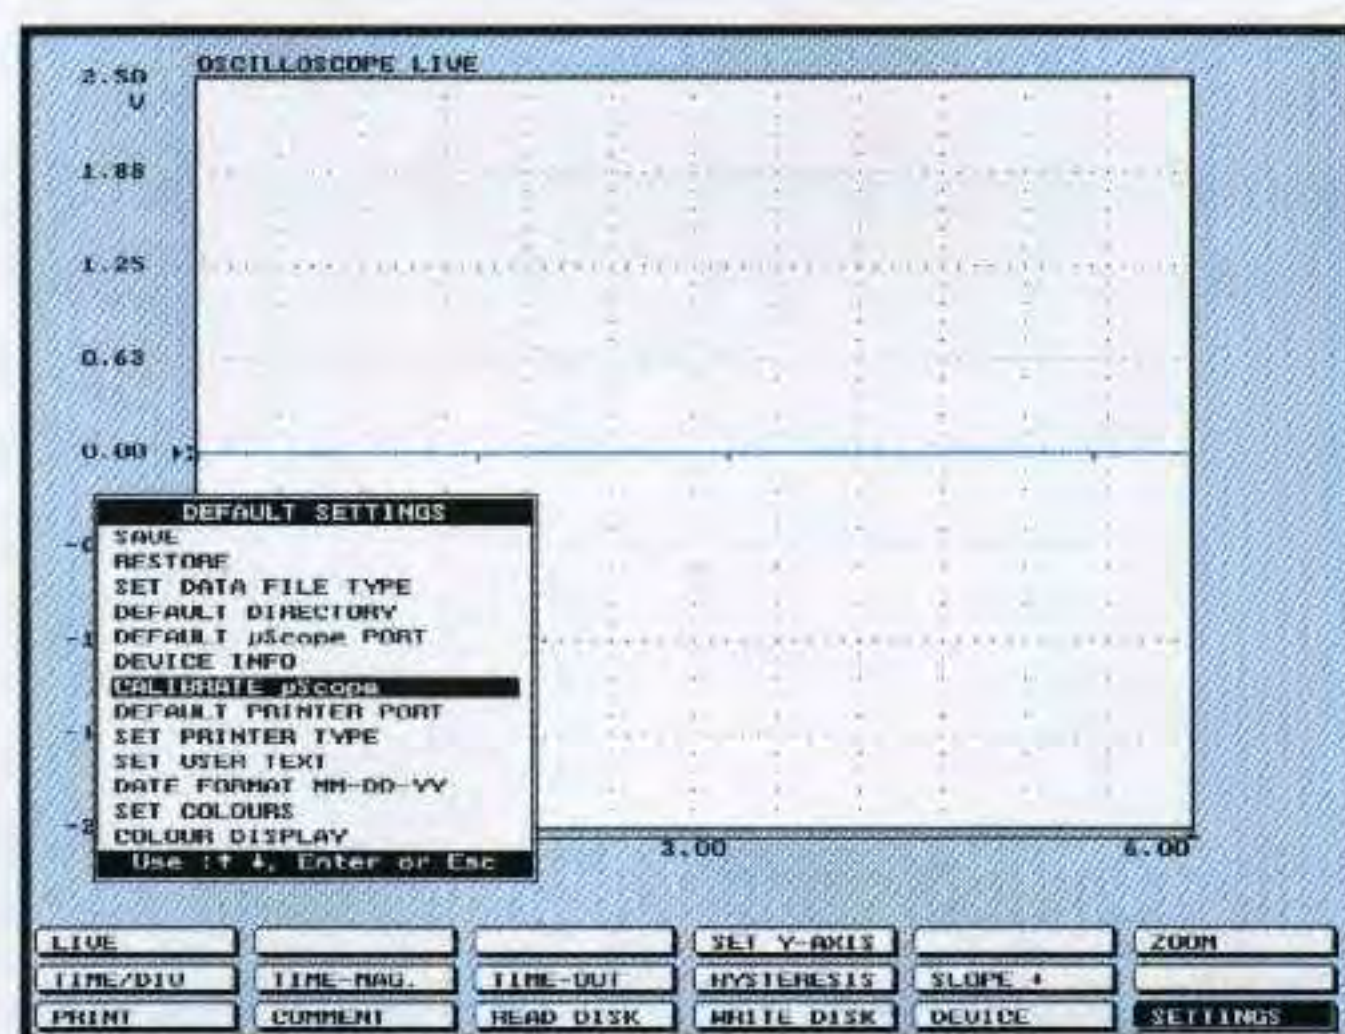 OSCILLOSCOPE LIVE
2.50
V
1.88
1.25
0.63
0.00
DEFAULT SETTINGS
SAVE
RESTORE
SET DATA FILE TYPE
DEFAULT DIRECTORY
DEFAULT µScope PORT
DEVICE INFO
CALIBRATE µScope
DEFAULT PRINTER PORT
SET PRINTER TYPE
SET USER TEXT
DATE FORMAT MM-DD-YY
SET COLOURS
COLOUR DISPLAY
Use :↑ ↓, Enter or Esc
3.00 6.00
LIVE SET Y-AXIS ZOOM
TIME/DIV TIME-MAG. TIME-OUT HYSTERESIS SLOPE
PRINT COMMENT READ DISK WRITE DISK DEVICE SETTINGS